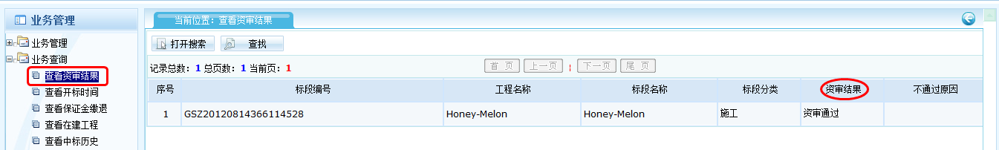 业务管理
业务管理
业务查询
查看资审结果
查看开标时间
查看保证金缴退
查看在建工程
查看中标历史
当前位置：查看资审结果
打开搜索 查找
记录总数：1 总页数：1 当前页：1 首 页 上一页 ¦ 下一页 尾 页
序号 标段编号 工程名称 标段名称 标段分类 资审结果 不通过原因
1 GSZ20120814366114528 Honey-Melon Honey-Melon 施工 资审通过